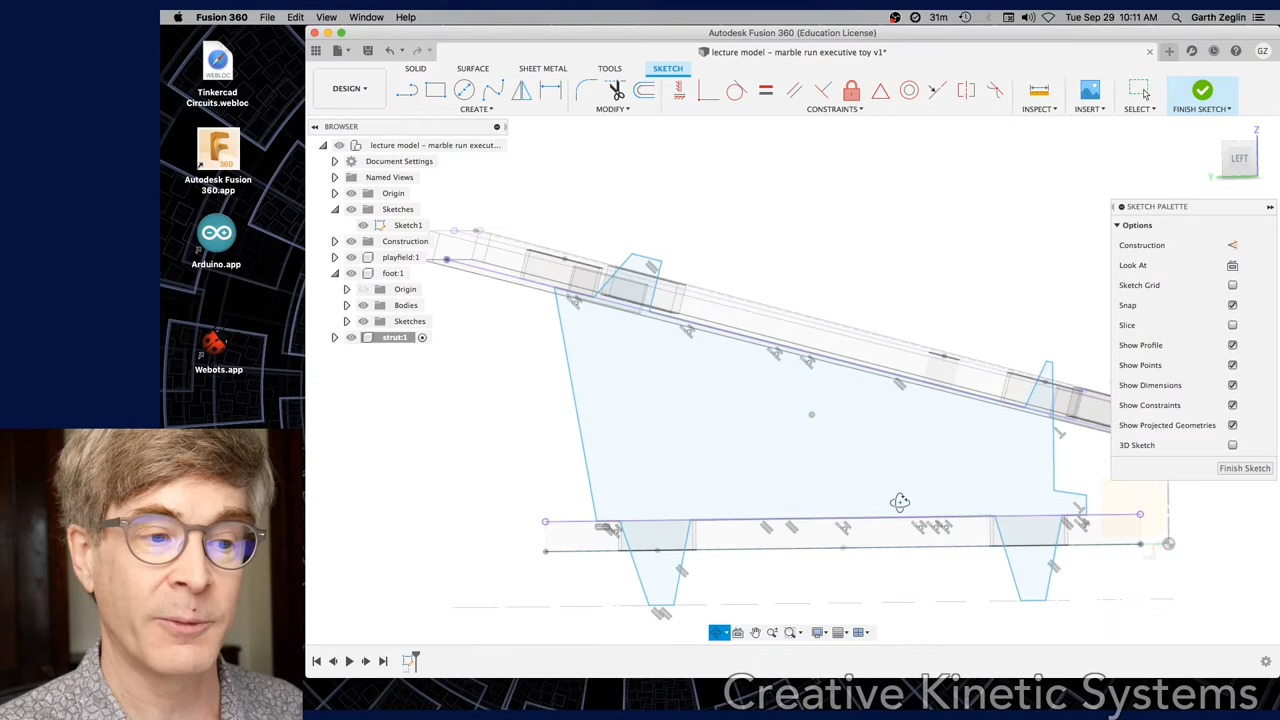 Fusion 360 File Edit View Window Help 31m Tue Sep 29 10:11 AM Garth Zeglin
Autodesk Fusion 360 (Education License)
lecture model – marble run executive toy v1*
GZ
SOLID SURFACE SHEET METAL TOOLS SKETCH
DESIGN
CREATE MODIFY CONSTRAINTS INSPECT INSERT SELECT FINISH SKETCH
BROWSER
lecture model – marble run execut...
Document Settings
Named Views
Origin
Sketches
Sketch1
Construction
playfield:1
foot:1
Origin
Bodies
Sketches
strut:1
WEBLOC
Tinkercad
Circuits.webloc
360
Autodesk Fusion
360.app
Arduino.app
Webots.app
Z
LEFT
Y
SKETCH PALETTE
Options
Construction
Look At
Sketch Grid
Snap
Slice
Show Profile
Show Points
Show Dimensions
Show Constraints
Show Projected Geometries
3D Sketch
Finish Sketch
Creative Kinetic Systems